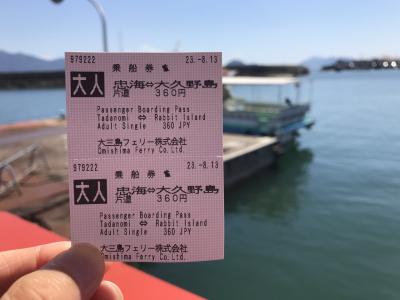 979222 23.-8.13
乗船券
大人 忠海⇔大久野島
片道 360円
Passenger Boarding Pass
Tadanomi ⇔ Rabbit Island
Adult Single 360 JPY
大三島フェリー株式会社
Omishima Ferry Co.Ltd.
979222 23.-8.13
乗船券
大人 忠海⇔大久野島
片道 360円
Passenger Boarding Pass
Tadanomi ⇔ Rabbit Island
Adult Single 360 JPY
大三島フェリー株式会社
Omishima Ferry Co.Ltd.